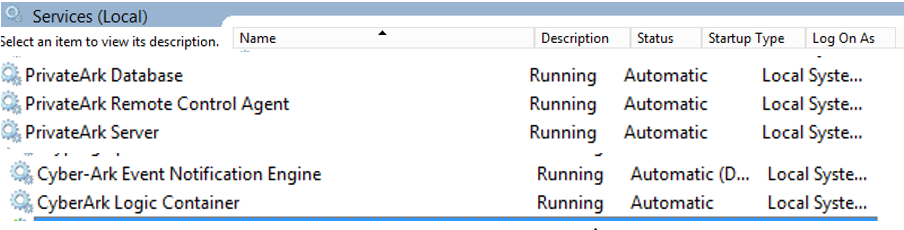 Services (Local)
Select an item to view its description.
Name Description Status Startup Type Log On As
PrivateArk Database Running Automatic Local Syste...
PrivateArk Remote Control Agent Running Automatic Local Syste...
PrivateArk Server Running Automatic Local Syste...
Cyber-Ark Event Notification Engine Running Automatic (D... Local Syste...
CyberArk Logic Container Running Automatic Local Syste...